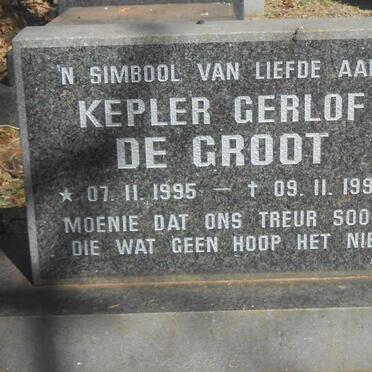 'N SIMBOOL VAN LIEFDE AAN
KEPLER GERLOF
DE GROOT
★ 07. 11. 1995 – † 09. 11. 199
MOENIE DAT ONS TREUR SOO
DIE WAT GEEN HOOP HET NIE